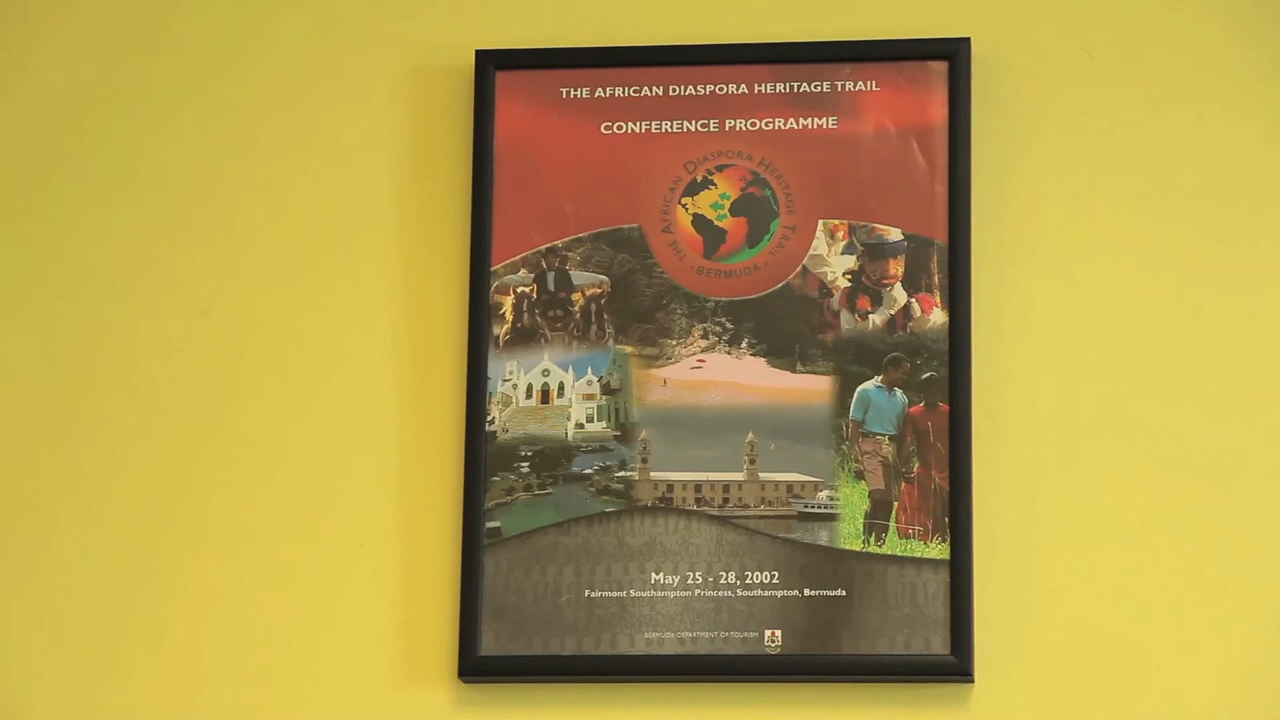 THE AFRICAN DIASPORA HERITAGE TRAIL
CONFERENCE PROGRAMME
THE AFRICAN DIASPORA HERITAGE TRAIL
· BERMUDA ·
May 25 - 28, 2002
Fairmont Southampton Princess, Southampton, Bermuda
BERMUDA DEPARTMENT OF TOURISM